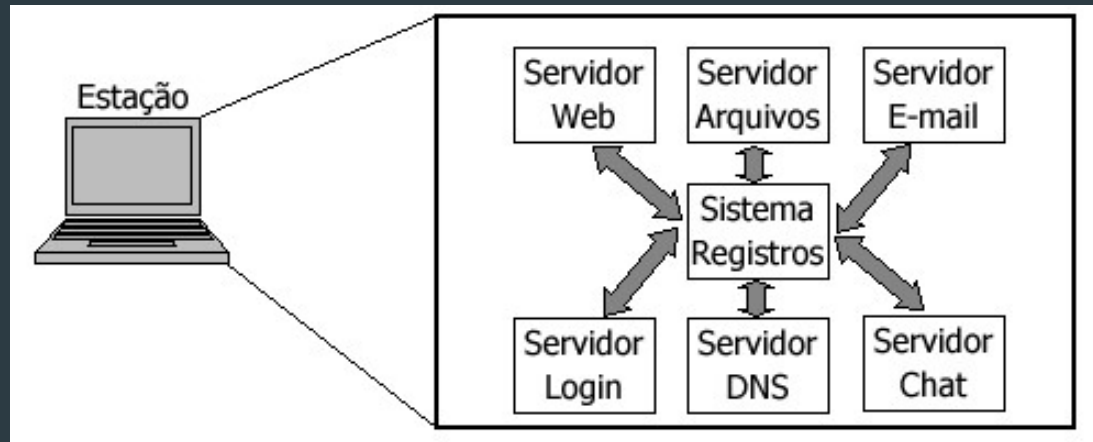 Estação
Servidor
Web
Servidor
Arquivos
Servidor
E-mail
Sistema
Registros
Servidor
Login
Servidor
DNS
Servidor
Chat